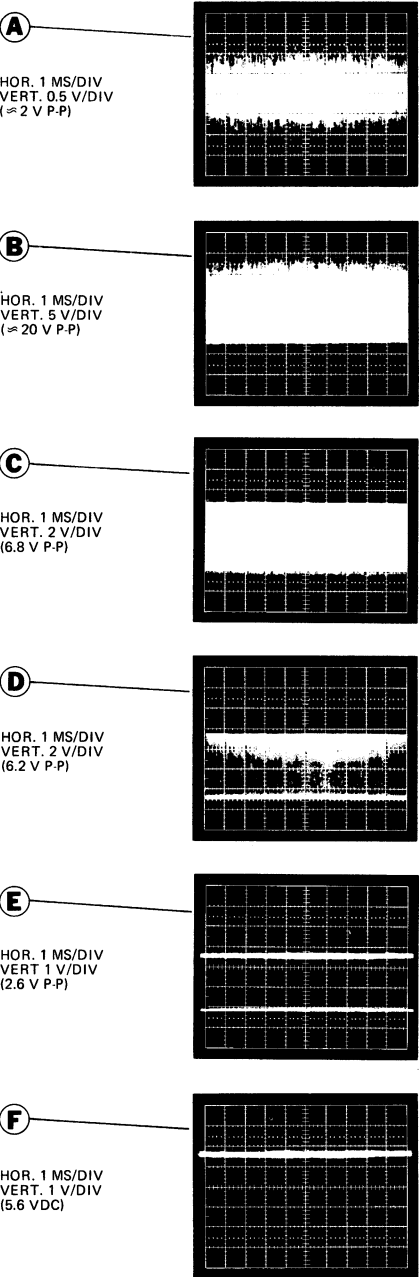 A
HOR. 1 MS/DIV
VERT. 0.5 V/DIV
(≈2 V P-P)
B
HOR. 1 MS/DIV
VERT. 5 V/DIV
(≈20 V P-P)
C
HOR. 1 MS/DIV
VERT. 2 V/DIV
(6.8 V P-P)
D
HOR. 1 MS/DIV
VERT. 2 V/DIV
(6.2 V P-P)
E
HOR. 1 MS/DIV
VERT 1 V/DIV
(2.6 V P-P)
F
HOR. 1 MS/DIV
VERT. 1 V/DIV
(5.6 VDC)